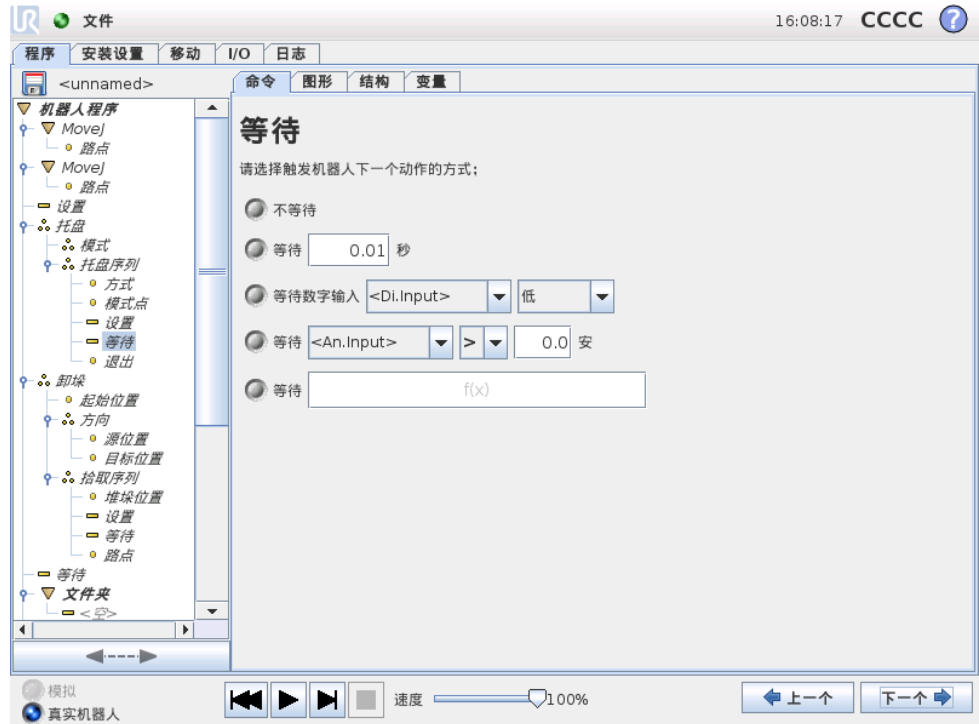 UR 文件 16:08:17 CCCC ?
程序 安装设置 移动 I/O 日志
<unnamed>
机器人程序
MoveJ
路点
MoveJ
路点
设置
托盘
模式
托盘序列
方式
模式点
设置
等待
退出
卸垛
起始位置
方向
源位置
目标位置
拾取序列
堆垛位置
设置
等待
路点
等待
文件夹
<空>
命令 图形 结构 变量
等待
请选择触发机器人下一个动作的方式;
不等待
等待 0.01 秒
等待数字输入 <Di.Input> 低
等待 <An.Input> > 0.0 安
等待 f(x)
模拟
真实机器人
速度 100%
上一个 下一个